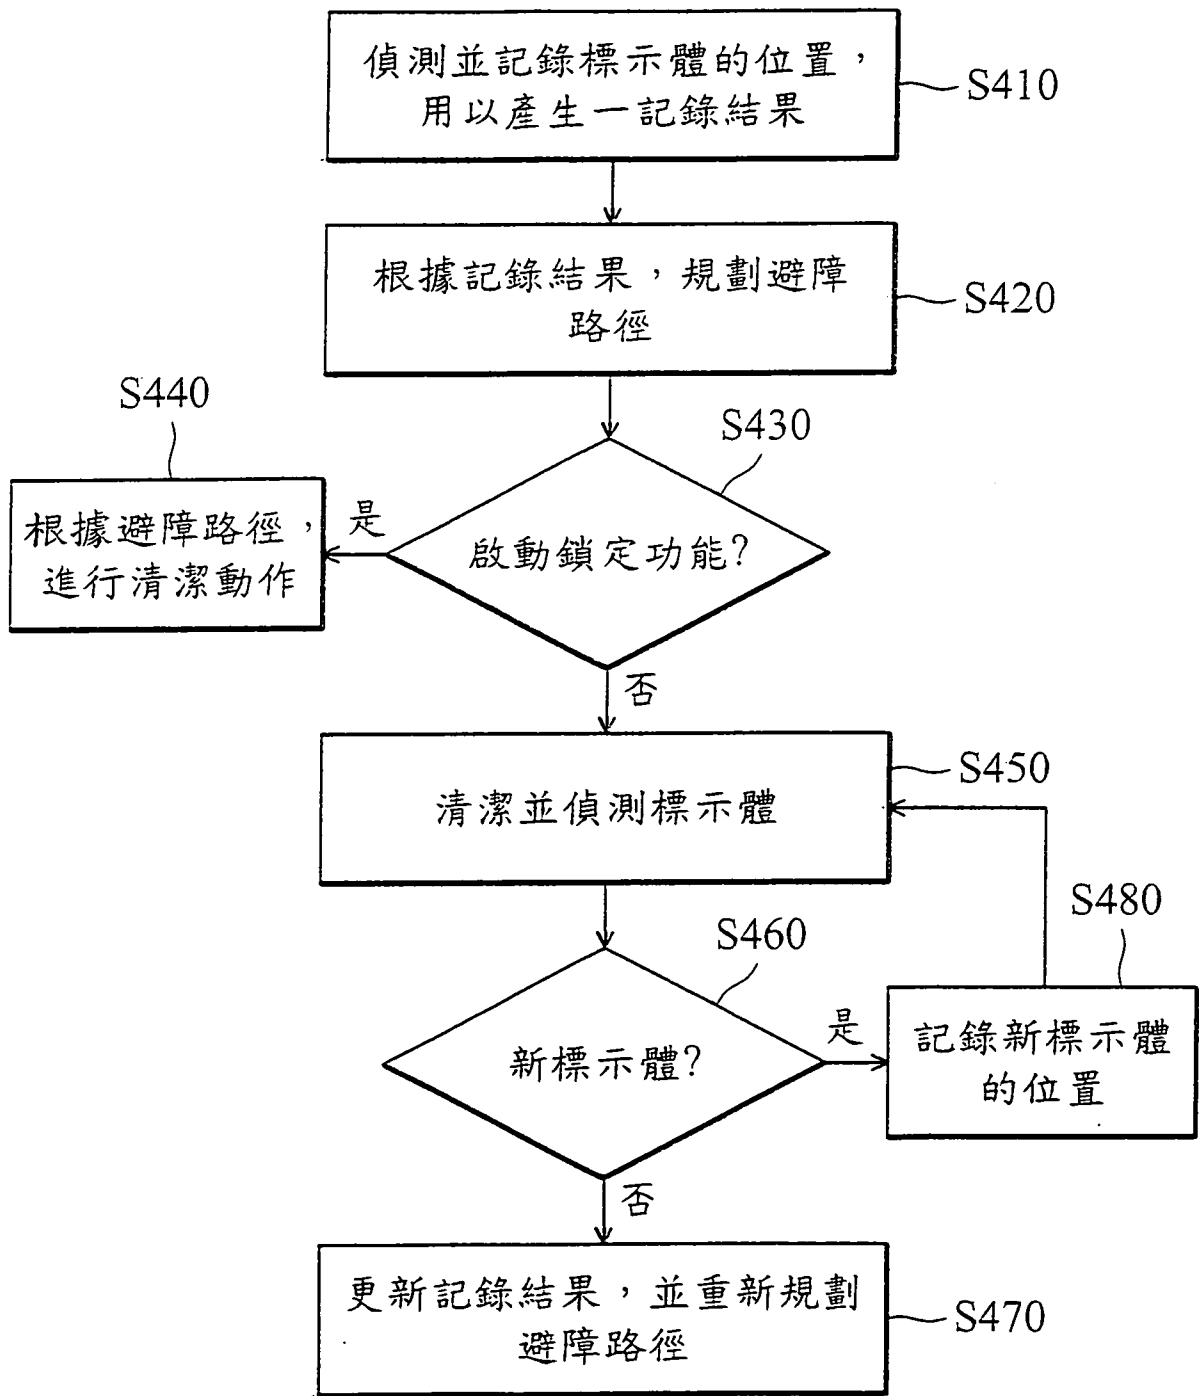 偵測並記錄標示體的位置，
用以產生一記錄結果
S410
根據記錄結果，規劃避障
路徑
S420
S440
S430
根據避障路徑，
進行清潔動作
是
啟動鎖定功能?
否
清潔並偵測標示體
S450
S460
S480
新標示體?
是
記錄新標示體
的位置
否
更新記錄結果，並重新規劃
避障路徑
S470